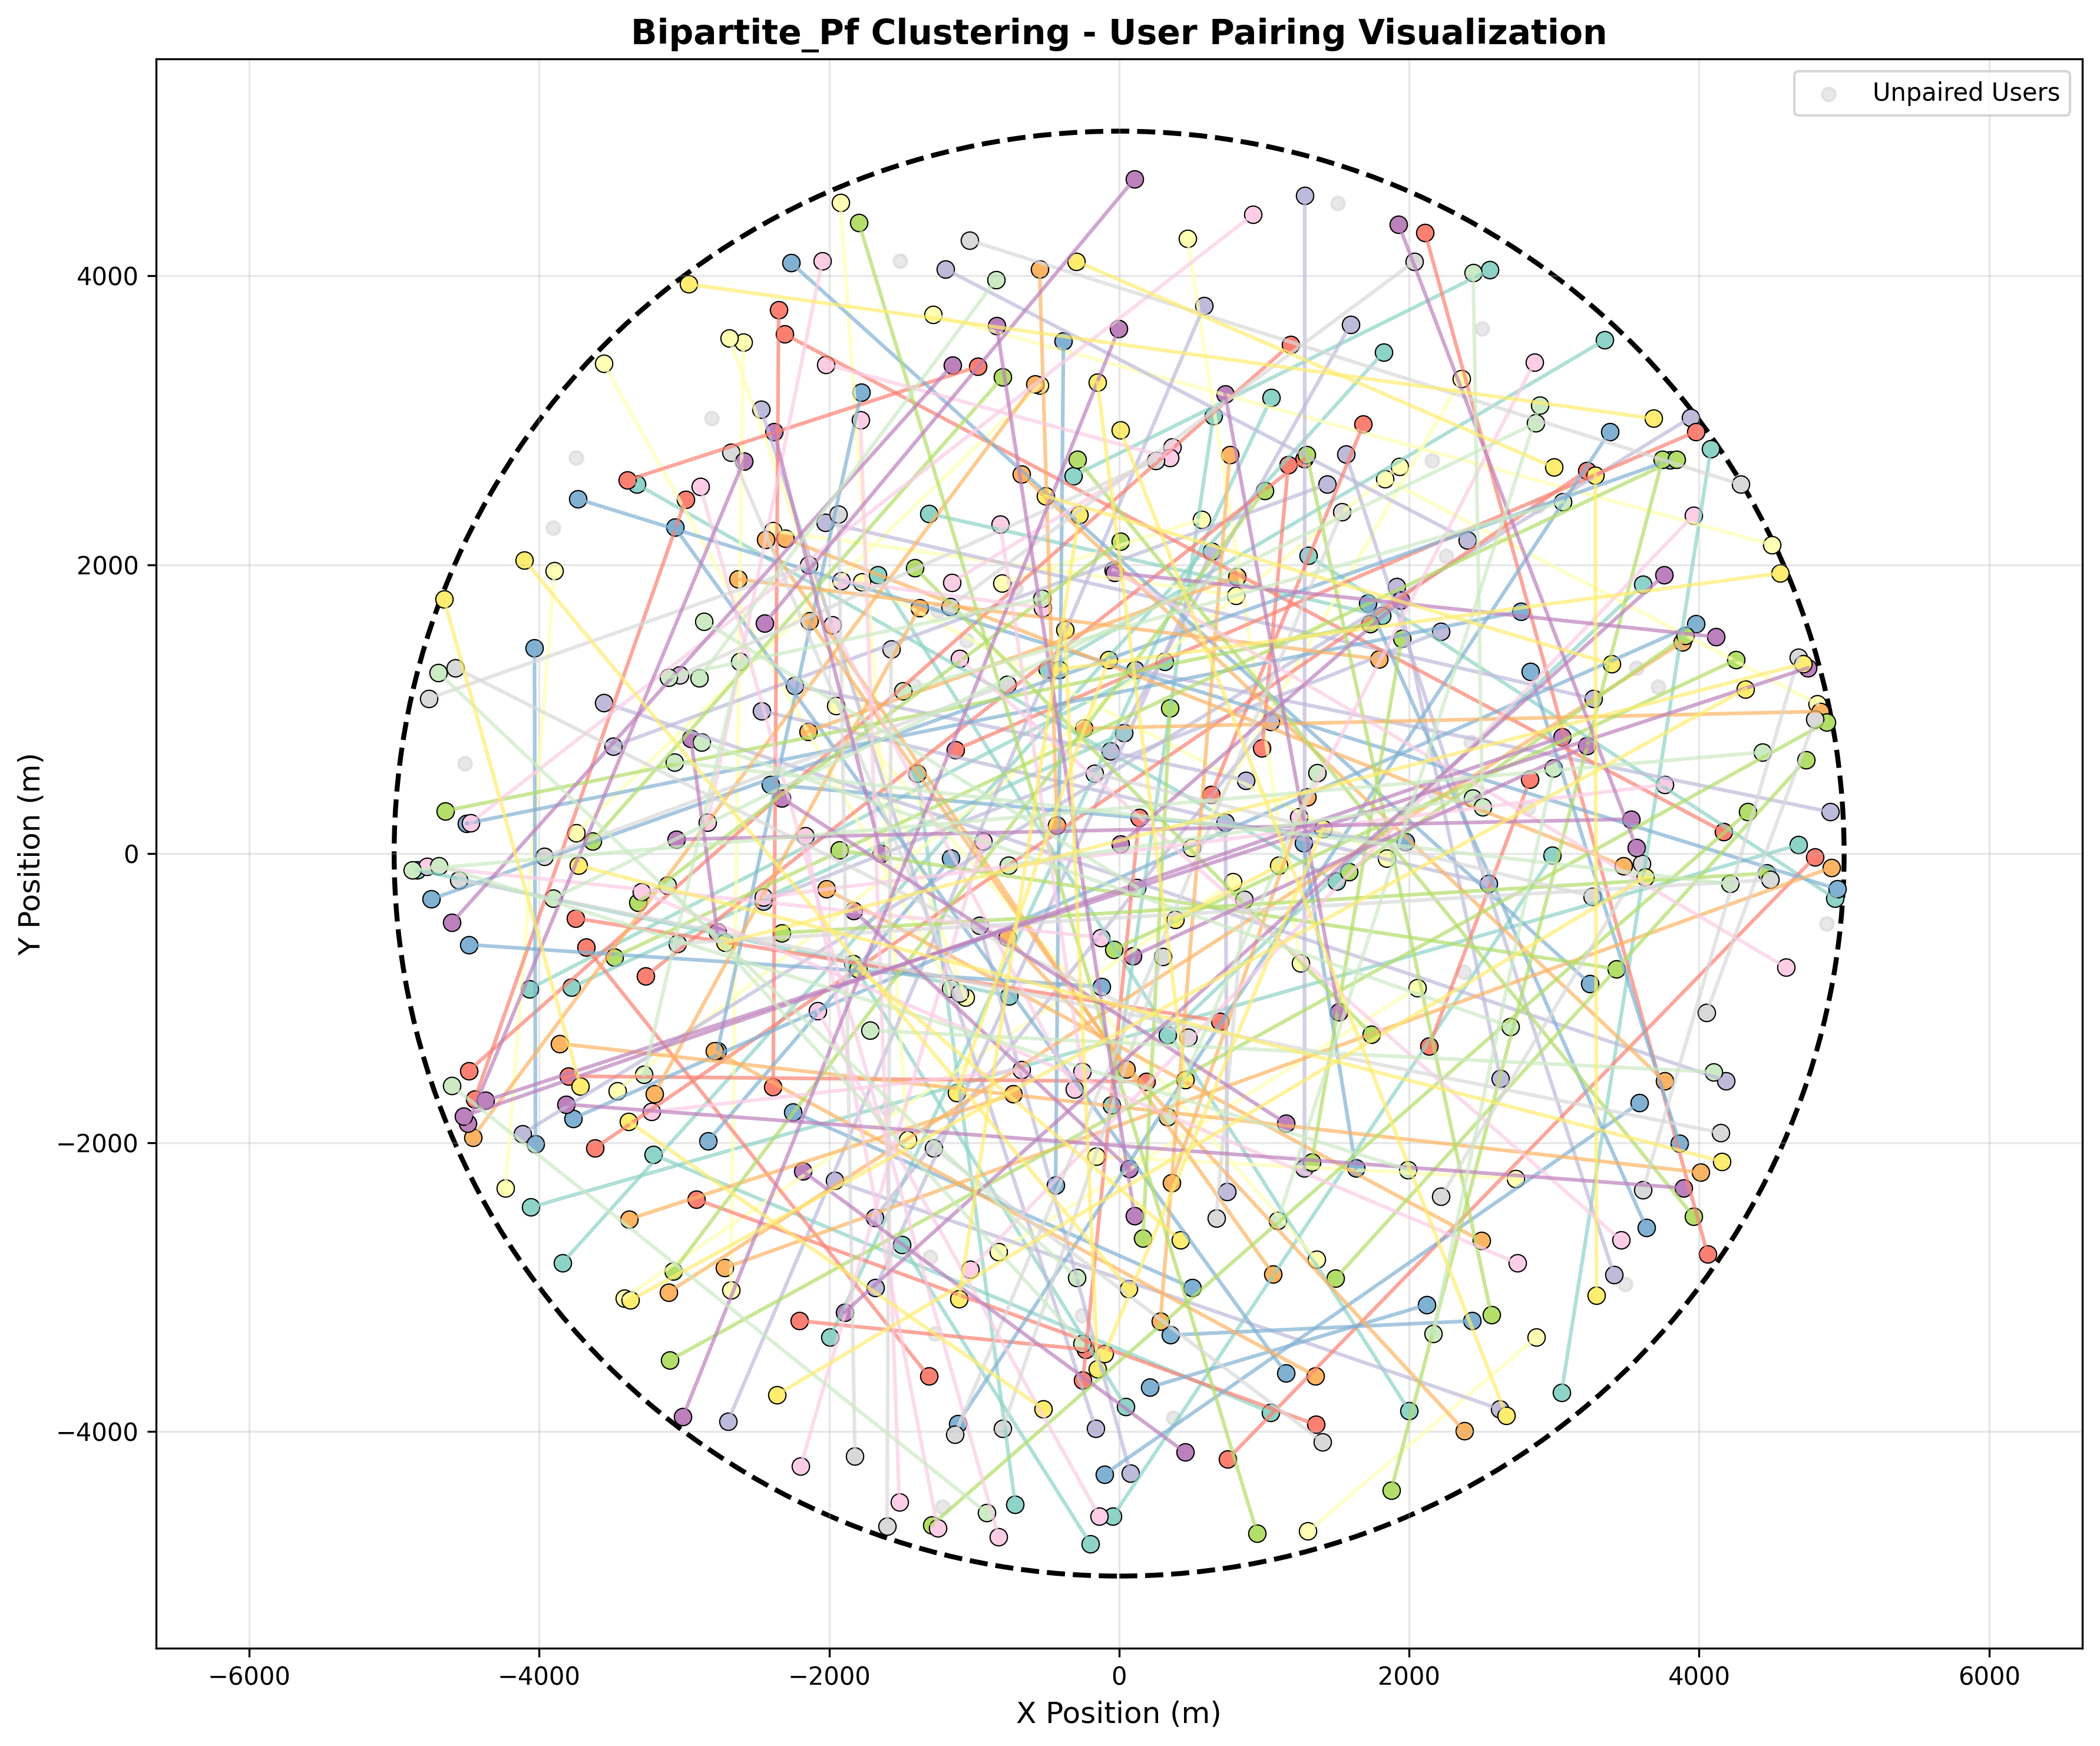 Bipartite_Pf Clustering - User Pairing Visualization
Unpaired Users
4000
2000
0
−2000
−4000
Y Position (m)
−6000 −4000 −2000 0 2000 4000 6000
X Position (m)